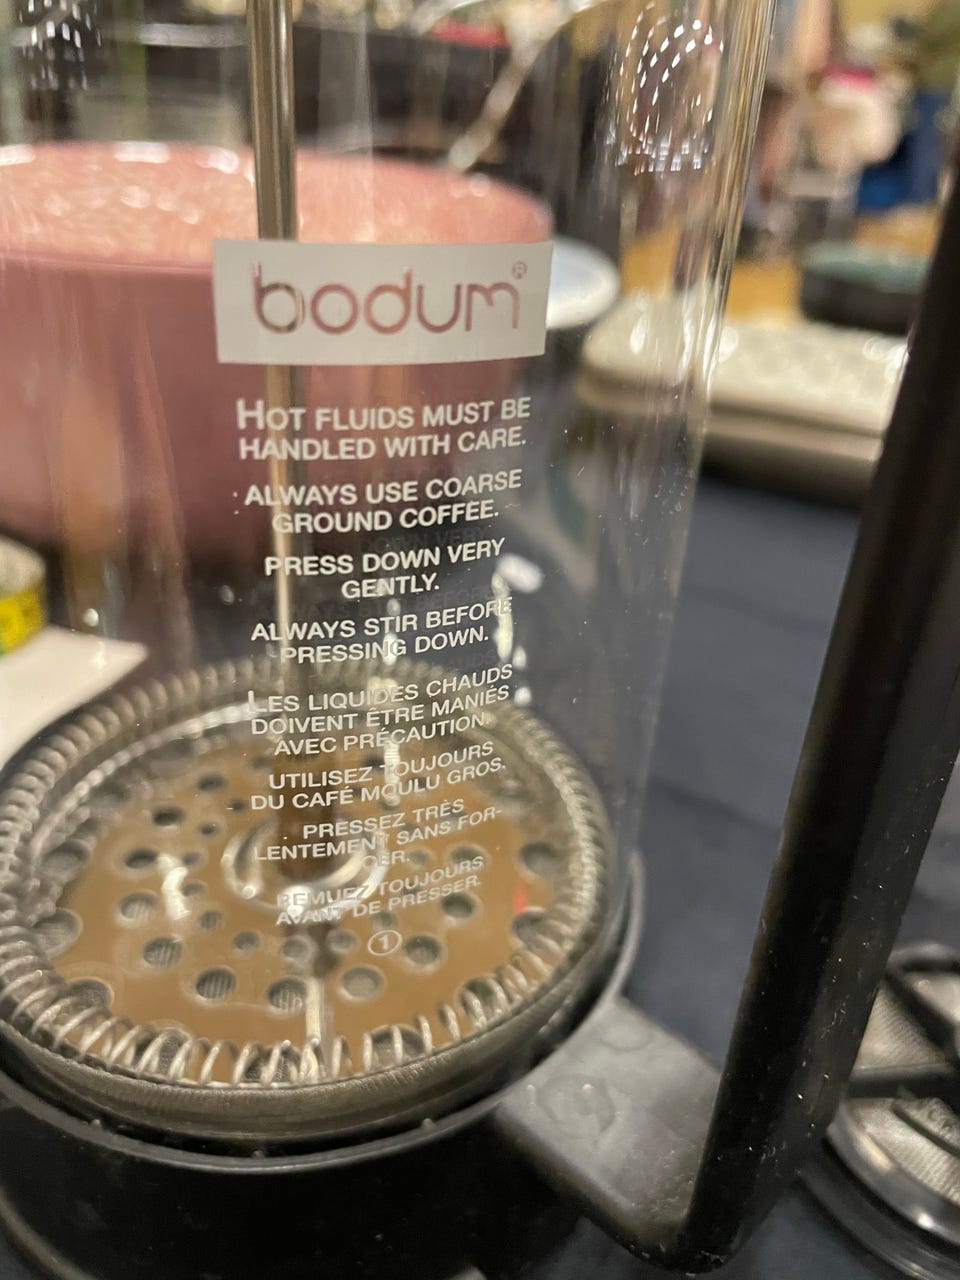 bodum®
HOT FLUIDS MUST BE
HANDLED WITH CARE.
ALWAYS USE COARSE
GROUND COFFEE.
PRESS DOWN VERY
GENTLY.
ALWAYS STIR BEFORE
PRESSING DOWN.
LES LIQUIDES CHAUDS
DOIVENT ÊTRE MANIÉS
AVEC PRÉCAUTION.
UTILISEZ TOUJOURS
DU CAFÉ MOULU GROS.
PRESSEZ TRÈS
LENTEMENT SANS FOR-
CER.
REMUEZ TOUJOURS
AVANT DE PRESSER.
1